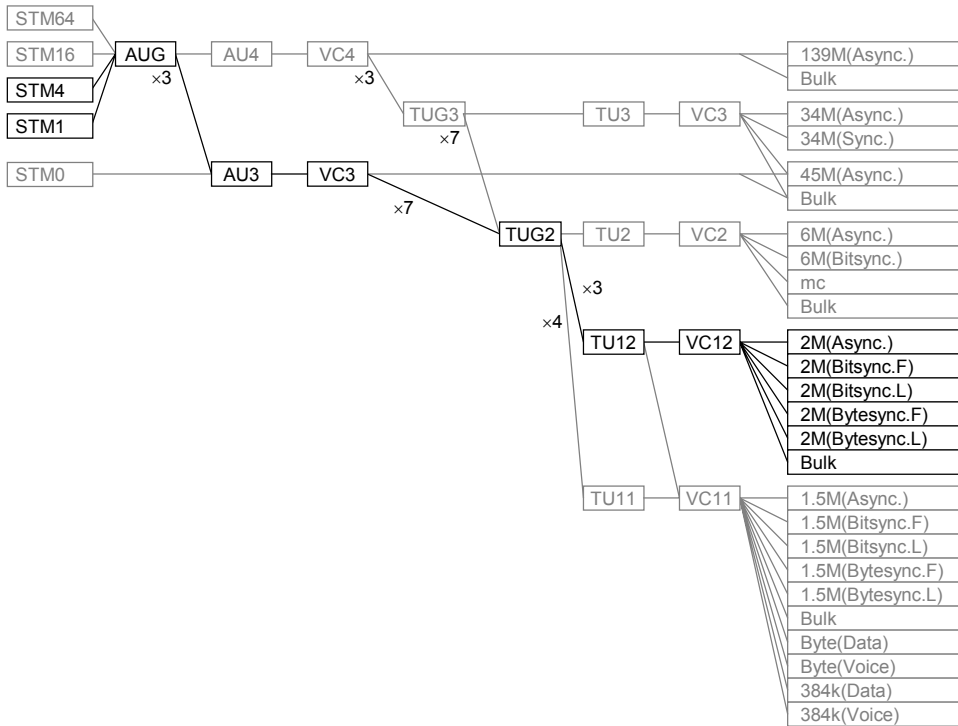 STM64
STM16 AUG AU4 VC4 139M(Async.)
×3 ×3 Bulk
STM4
TUG3 TU3 VC3 34M(Async.)
STM1 ×7 34M(Sync.)
STM0 AU3 VC3 45M(Async.)
×7 Bulk
TUG2 TU2 VC2 6M(Async.)
6M(Bitsync.)
×3 mc
Bulk
×4
TU12 VC12 2M(Async.)
2M(Bitsync.F)
2M(Bitsync.L)
2M(Bytesync.F)
2M(Bytesync.L)
Bulk
TU11 VC11 1.5M(Async.)
1.5M(Bitsync.F)
1.5M(Bitsync.L)
1.5M(Bytesync.F)
1.5M(Bytesync.L)
Bulk
Byte(Data)
Byte(Voice)
384k(Data)
384k(Voice)